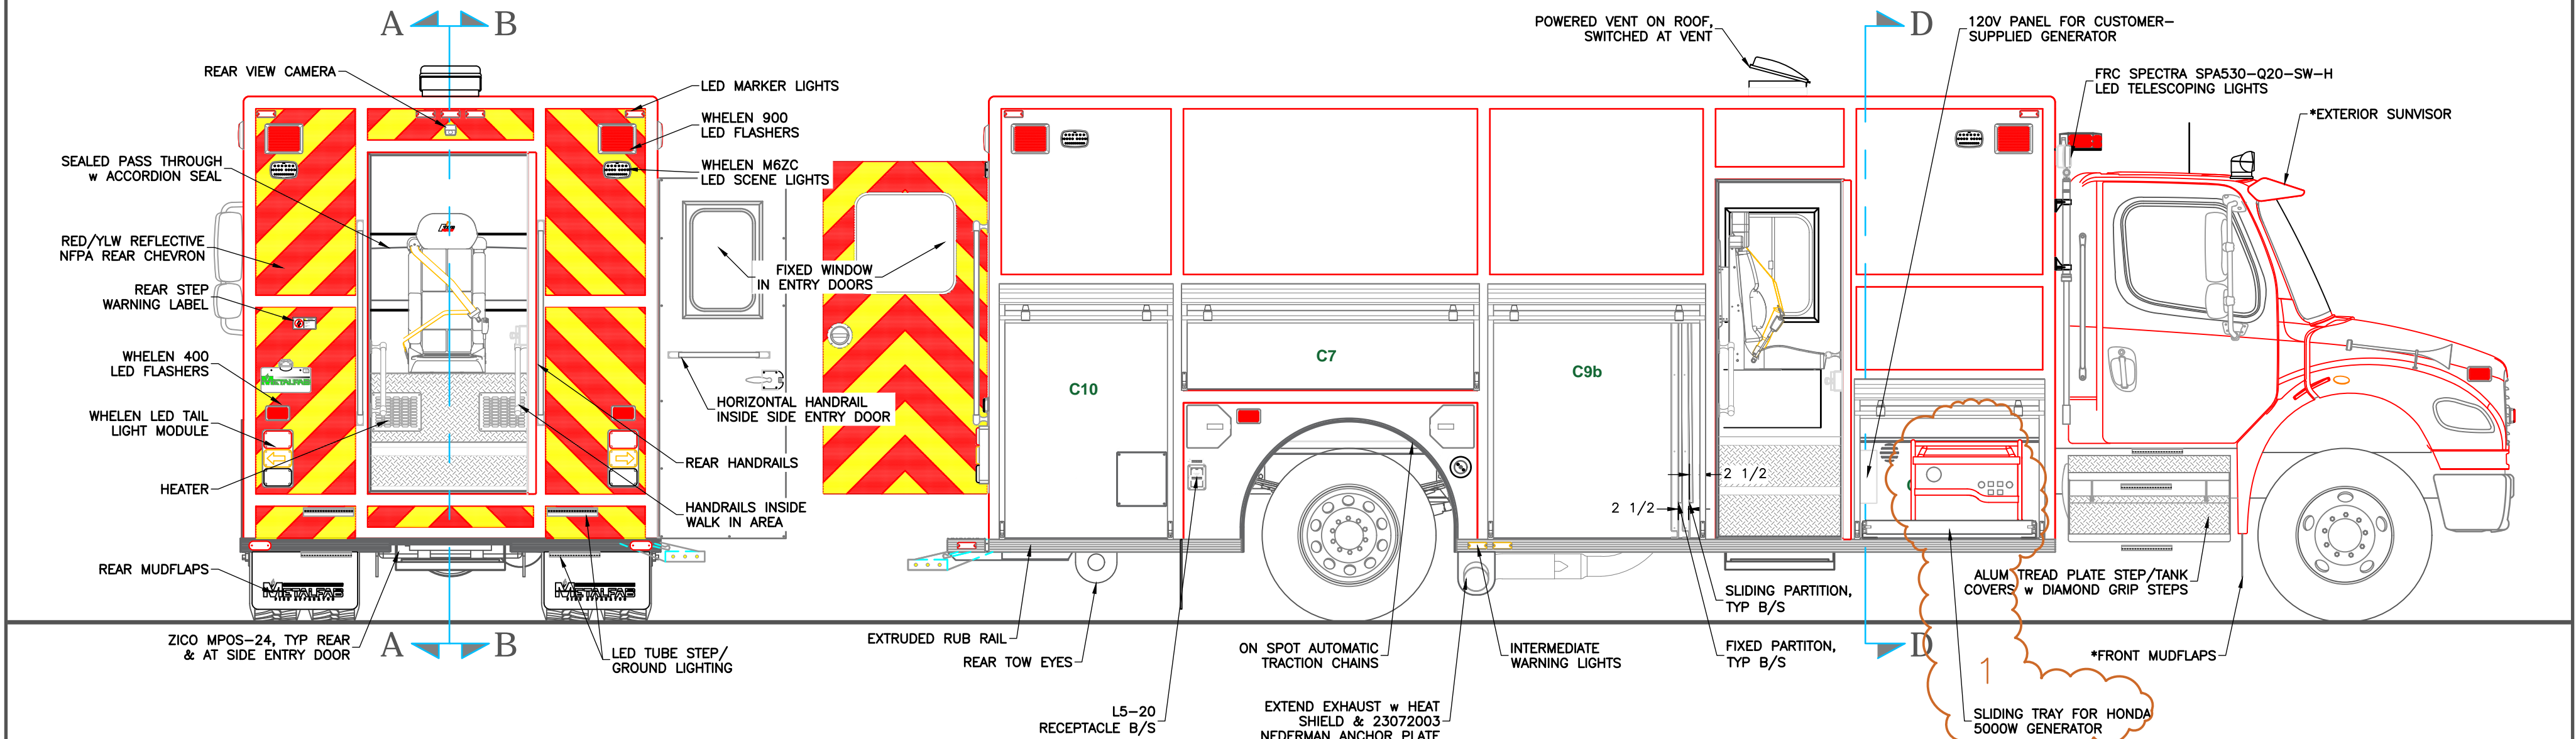 A
B
REAR VIEW CAMERA
SEALED PASS THROUGH
w ACCORDION SEAL
RED/YLW REFLECTIVE
NFPA REAR CHEVRON
REAR STEP
WARNING LABEL
WHELEN 400
LED FLASHERS
WHELEN LED TAIL
LIGHT MODULE
HEATER
REAR MUDFLAPS
ZICO MPOS-24, TYP REAR
& AT SIDE ENTRY DOOR
A
B
LED MARKER LIGHTS
WHELEN 900
LED FLASHERS
WHELEN M6ZC
LED SCENE LIGHTS
FIXED WINDOW
IN ENTRY DOORS
HORIZONTAL HANDRAIL
INSIDE SIDE ENTRY DOOR
REAR HANDRAILS
HANDRAILS INSIDE
WALK IN AREA
LED TUBE STEP/
GROUND LIGHTING
METALFAB
METALFAB
METALFAB
POWERED VENT ON ROOF,
SWITCHED AT VENT
D
120V PANEL FOR CUSTOMER-
SUPPLIED GENERATOR
FRC SPECTRA SPA530-Q20-SW-H
LED TELESCOPING LIGHTS
*EXTERIOR SUNVISOR
C10
C7
C9b
2 1/2
2 1/2
EXTRUDED RUB RAIL
REAR TOW EYES
L5-20
RECEPTACLE B/S
ON SPOT AUTOMATIC
TRACTION CHAINS
EXTEND EXHAUST w HEAT
SHIELD & 23072003
NEDERMAN ANCHOR PLATE
INTERMEDIATE
WARNING LIGHTS
SLIDING PARTITION,
TYP B/S
FIXED PARTITON,
TYP B/S
D
1
ALUM TREAD PLATE STEP/TANK
COVERS w DIAMOND GRIP STEPS
*FRONT MUDFLAPS
SLIDING TRAY FOR HONDA
5000W GENERATOR